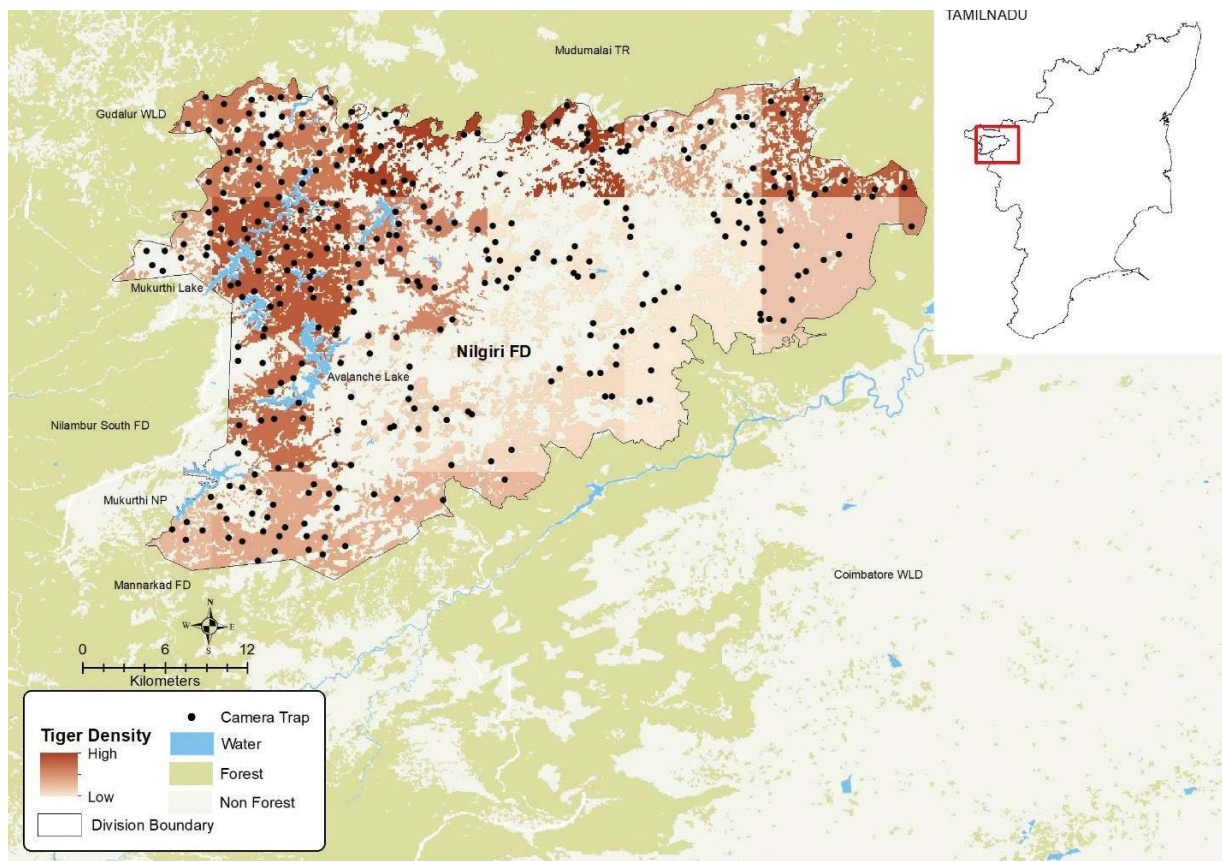 TAMILNADU
Mudumalai TR
Gudalur WLD
Mukurthi Lake
Nilgiri FD
Avalanche Lake
Nilambur South FD
Mukurthi NP
Mannarkad FD
Coimbatore WLD
N
W E
S
0 6 12
Kilometers
Tiger Density
High
Low
Division Boundary
Camera Trap
Water
Forest
Non Forest